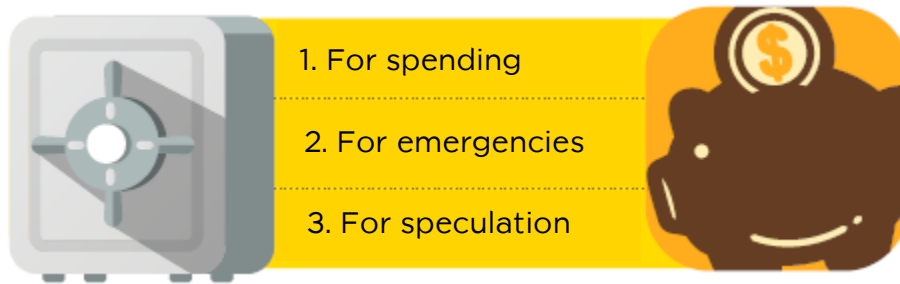 1. For spending
2. For emergencies
3. For speculation
$